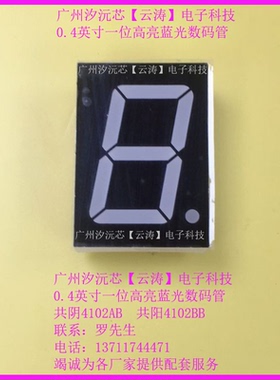 广州汐沅芯【云涛】电子科技
0.4英寸一位高亮蓝光数码管
广州汐沅芯【云涛】电子科技
广州汐沅芯【云涛】电子科技
0.4英寸一位高亮蓝光数码管
共阴4102AB 共阳4102BB
联系：罗先生
电话：13711744471
竭诚为各厂家提供配套服务